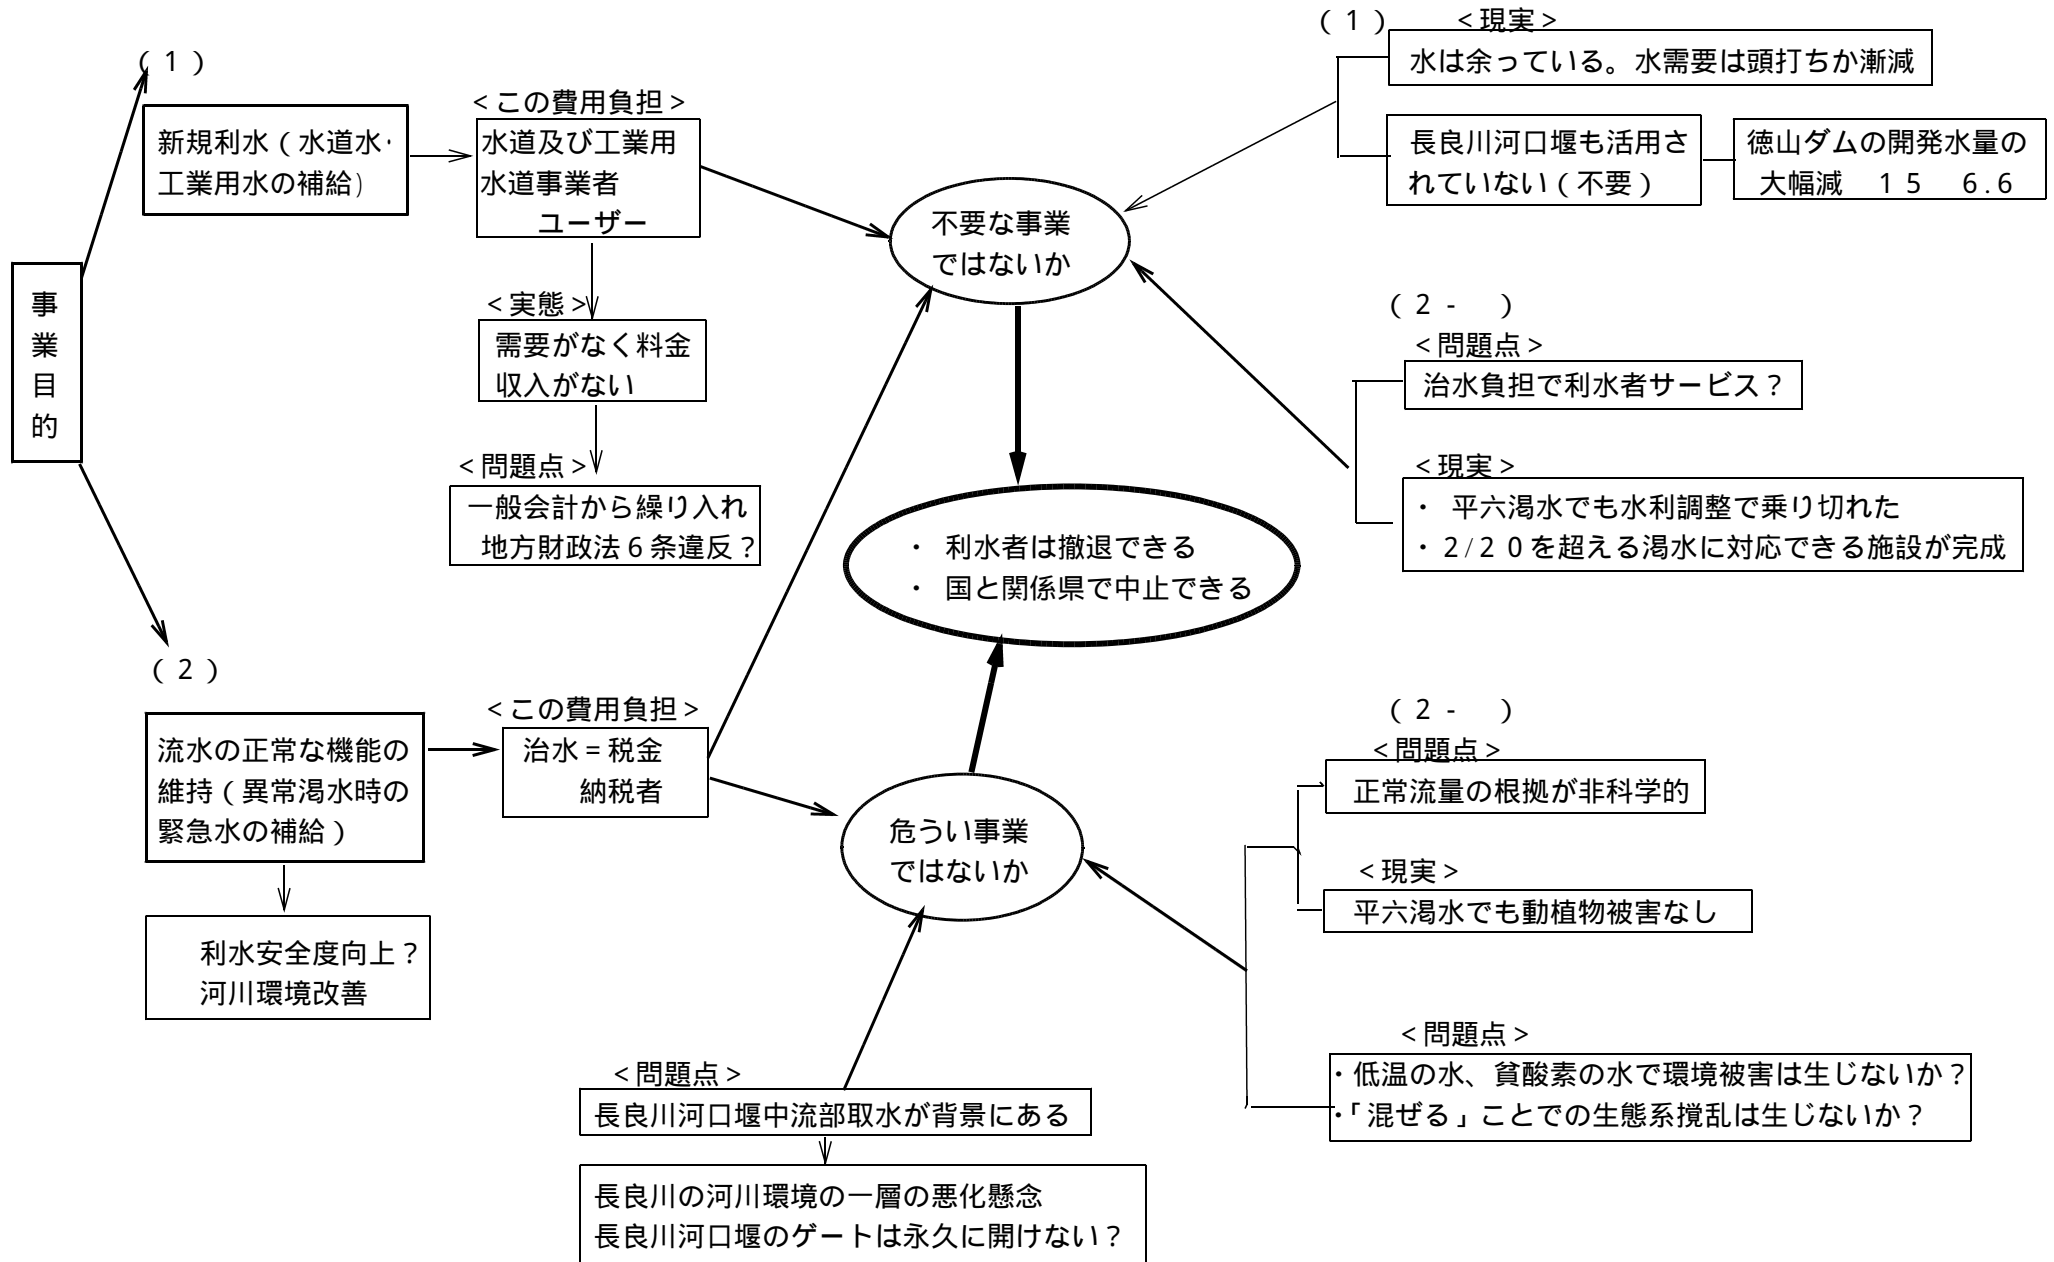 事
業
目
的
( 1 )
新規利水 ( 水道水・
工業用水の補給)
< この費用負担 >
水道及び工業用
水道事業者
ユーザー
< 実態 >
需要がなく料金
収入がない
< 問題点 >
一般会計から繰り入れ
地方財政法6条違反?
( 2 )
流水の正常な機能の
維持 ( 異常渇水時の
緊急水の補給 )
< この費用負担 >
治水 = 税金
納税者
利水安全度向上?
河川環境改善
不要な事業
ではないか
・ 利水者は撤退できる
・ 国と関係県で中止できる
危うい事業
ではないか
< 問題点 >
長良川河口堰中流部取水が背景にある
長良川の河川環境の一層の悪化懸念
長良川河口堰のゲートは永久に開けない?
( 1 )
< 現実 >
水は余っている。水需要は頭打ちか漸減
長良川河口堰も活用さ
れていない ( 不要 )
徳山ダムの開発水量の
大幅減 15 6.6
( 2 - )
< 問題点 >
治水負担で利水者サービス?
< 現実 >
・ 平六渇水でも水利調整で乗り切れた
・ 2/20を超える渇水に対応できる施設が完成
( 2 - )
< 問題点 >
正常流量の根拠が非科学的
< 現実 >
平六渇水でも動植物被害なし
< 問題点 >
・低温の水、貧酸素の水で環境被害は生じないか?
・「混ぜる」ことでの生態系撹乱は生じないか?